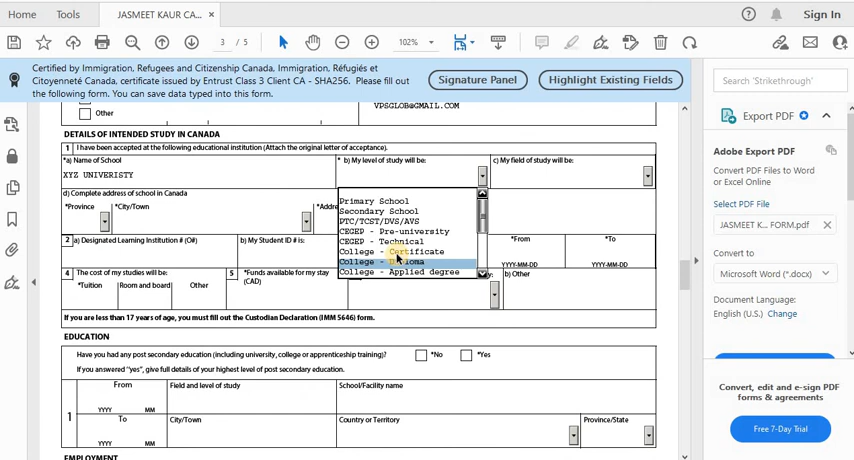 Home Tools JASMEET KAUR CA... × Sign In
3 / 5 102%
Certified by Immigration, Refugees and Citizenship Canada, Immigration, Réfugiés et
Citoyenneté Canada, certificate issued by Entrust Class 3 Client CA - SHA256. Please fill out
the following form. You can save data typed into this form.
Signature Panel
Highlight Existing Fields
Search 'Strikethrough'
Other
VPSGLOB@GMAIL.COM
DETAILS OF INTENDED STUDY IN CANADA
1 I have been accepted at the following educational institution (Attach the original letter of acceptance).
*a) Name of School
XYZ UNIVERISTY
* b) My level of study will be:
c) My field of study will be:
d) Complete address of school in Canada
*Province *City/Town *Addre
Primary School
Secondary School
PTC/TCST/DVS/AVS
CEGEP - Pre-university
CEGEP - Technical
College - Certificate
College - Diploma
College - Applied degree
2 a) Designated Learning Institution # (O#) b) My Student ID # is:
*From *To
YYYY-MM-DD YYYY-MM-DD
4 The cost of my studies will be:
*Tuition Room and board Other
5 *Funds available for my stay
(CAD)
b) Other
If you are less than 17 years of age, you must fill out the Custodian Declaration (IMM 5646) form.
EDUCATION
Have you had any post secondary education (including university, college or apprenticeship training)? *No *Yes
If you answered "yes", give full details of your highest level of post secondary education.
1
From
YYYY MM
Field and level of study
School/Facility name
To
YYYY MM
City/Town
Country or Territory
Province/State
EMPLOYMENT
Export PDF
Adobe Export PDF
Convert PDF Files to Word
or Excel Online
Select PDF File
JASMEET K... FORM.pdf ×
Convert to
Microsoft Word (*.docx)
Document Language:
English (U.S.) Change
Convert, edit and e-sign PDF
forms & agreements
Free 7-Day Trial